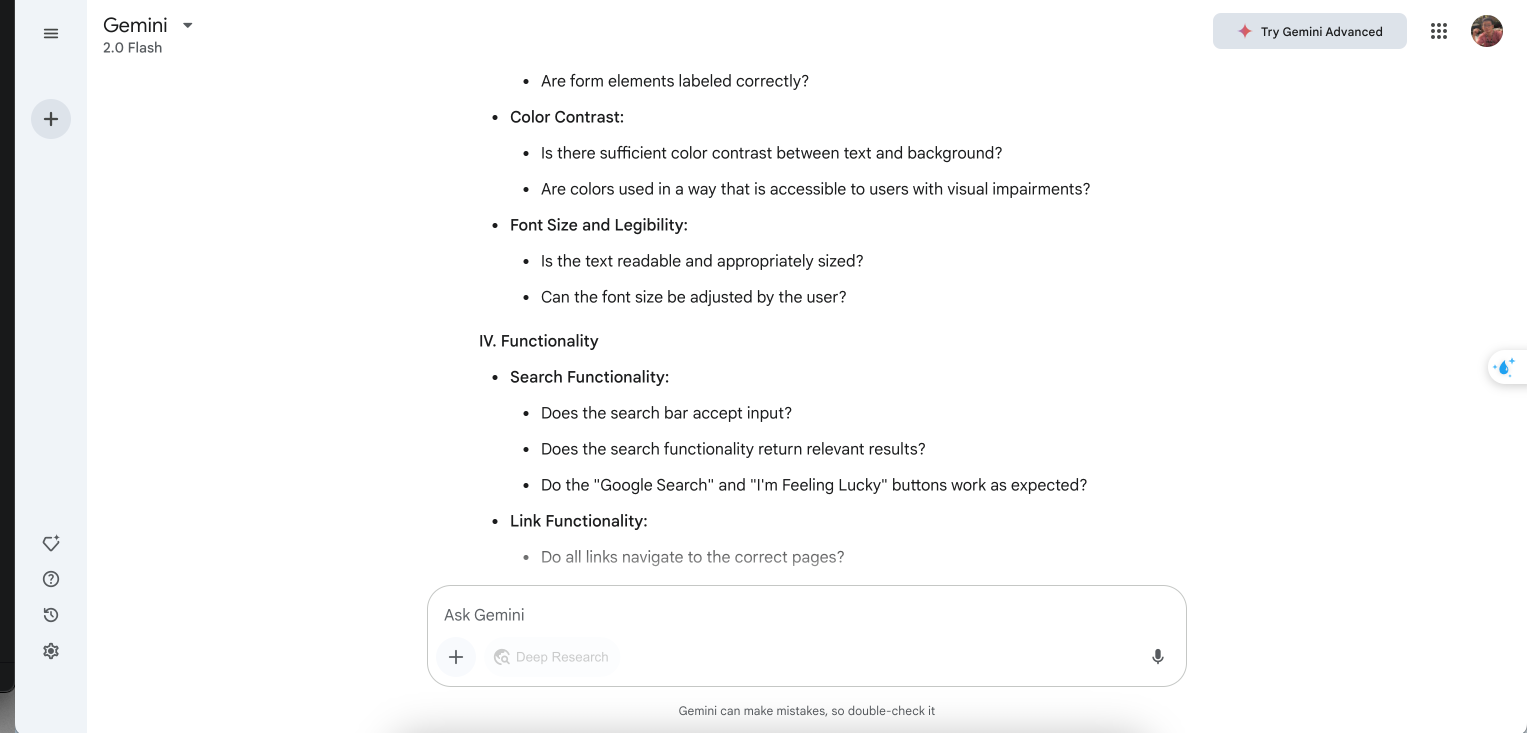 Gemini
2.0 Flash
Try Gemini Advanced
Are form elements labeled correctly?
Color Contrast:
Is there sufficient color contrast between text and background?
Are colors used in a way that is accessible to users with visual impairments?
Font Size and Legibility:
Is the text readable and appropriately sized?
Can the font size be adjusted by the user?
IV. Functionality
Search Functionality:
Does the search bar accept input?
Does the search functionality return relevant results?
Do the "Google Search" and "I'm Feeling Lucky" buttons work as expected?
Link Functionality:
Do all links navigate to the correct pages?
Ask Gemini
Deep Research
Gemini can make mistakes, so double-check it